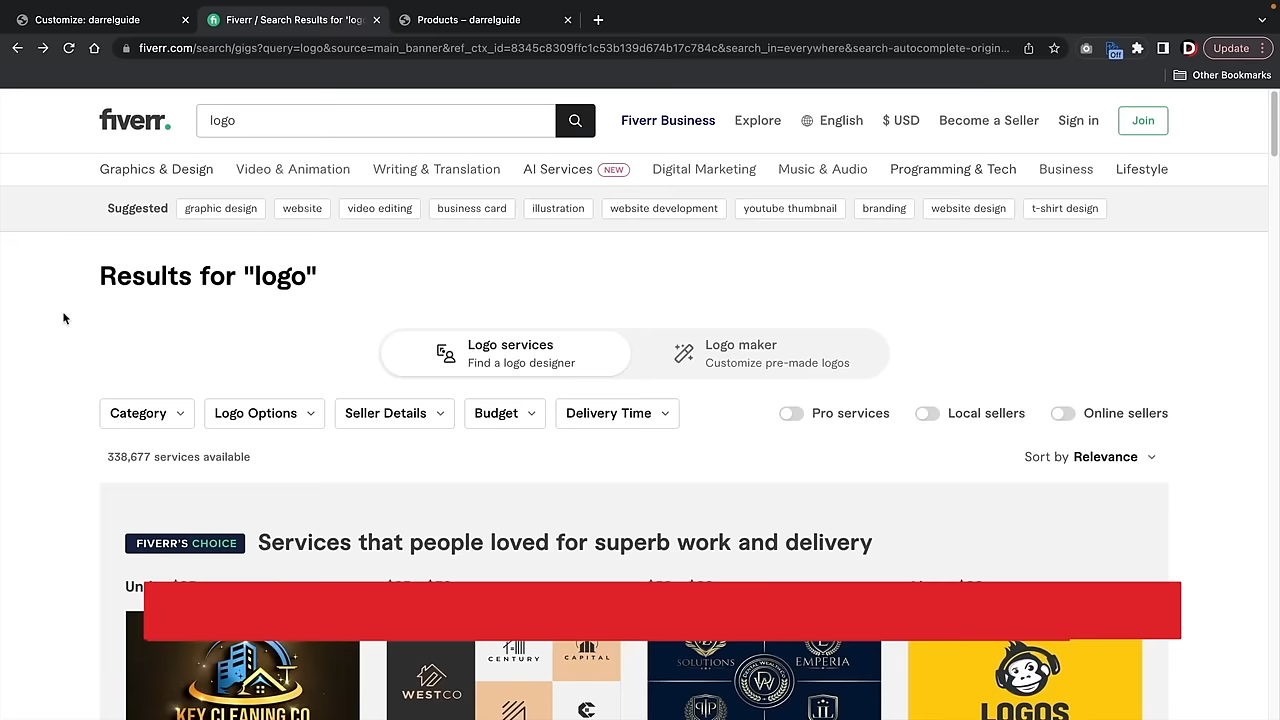 Customize: darrelguide
Fiverr / Search Results for 'log
Products – darrelguide
fiverr.com/search/gigs?query=logo&source=main_banner&ref_ctx_id=8345c8309ffc1c53b139d674b17c784c&search_in=everywhere&search-autocomplete-origin...
Off
D
Update
Other Bookmarks
fiverr.
logo
Fiverr Business
Explore
English
$ USD
Become a Seller
Sign in
Join
Graphics & Design
Video & Animation
Writing & Translation
AI Services NEW
Digital Marketing
Music & Audio
Programming & Tech
Business
Lifestyle
Suggested
graphic design
website
video editing
business card
illustration
website development
youtube thumbnail
branding
website design
t-shirt design
Results for "logo"
Logo services
Find a logo designer
Logo maker
Customize pre-made logos
Category
Logo Options
Seller Details
Budget
Delivery Time
Pro services
Local sellers
Online sellers
338,677 services available
Sort by Relevance
FIVERR'S CHOICE
Services that people loved for superb work and delivery
KEY CLEANING CO
WESTCO
CENTURY
CAPITAL
SOLUTIONS
EMPERIA
LOGOS